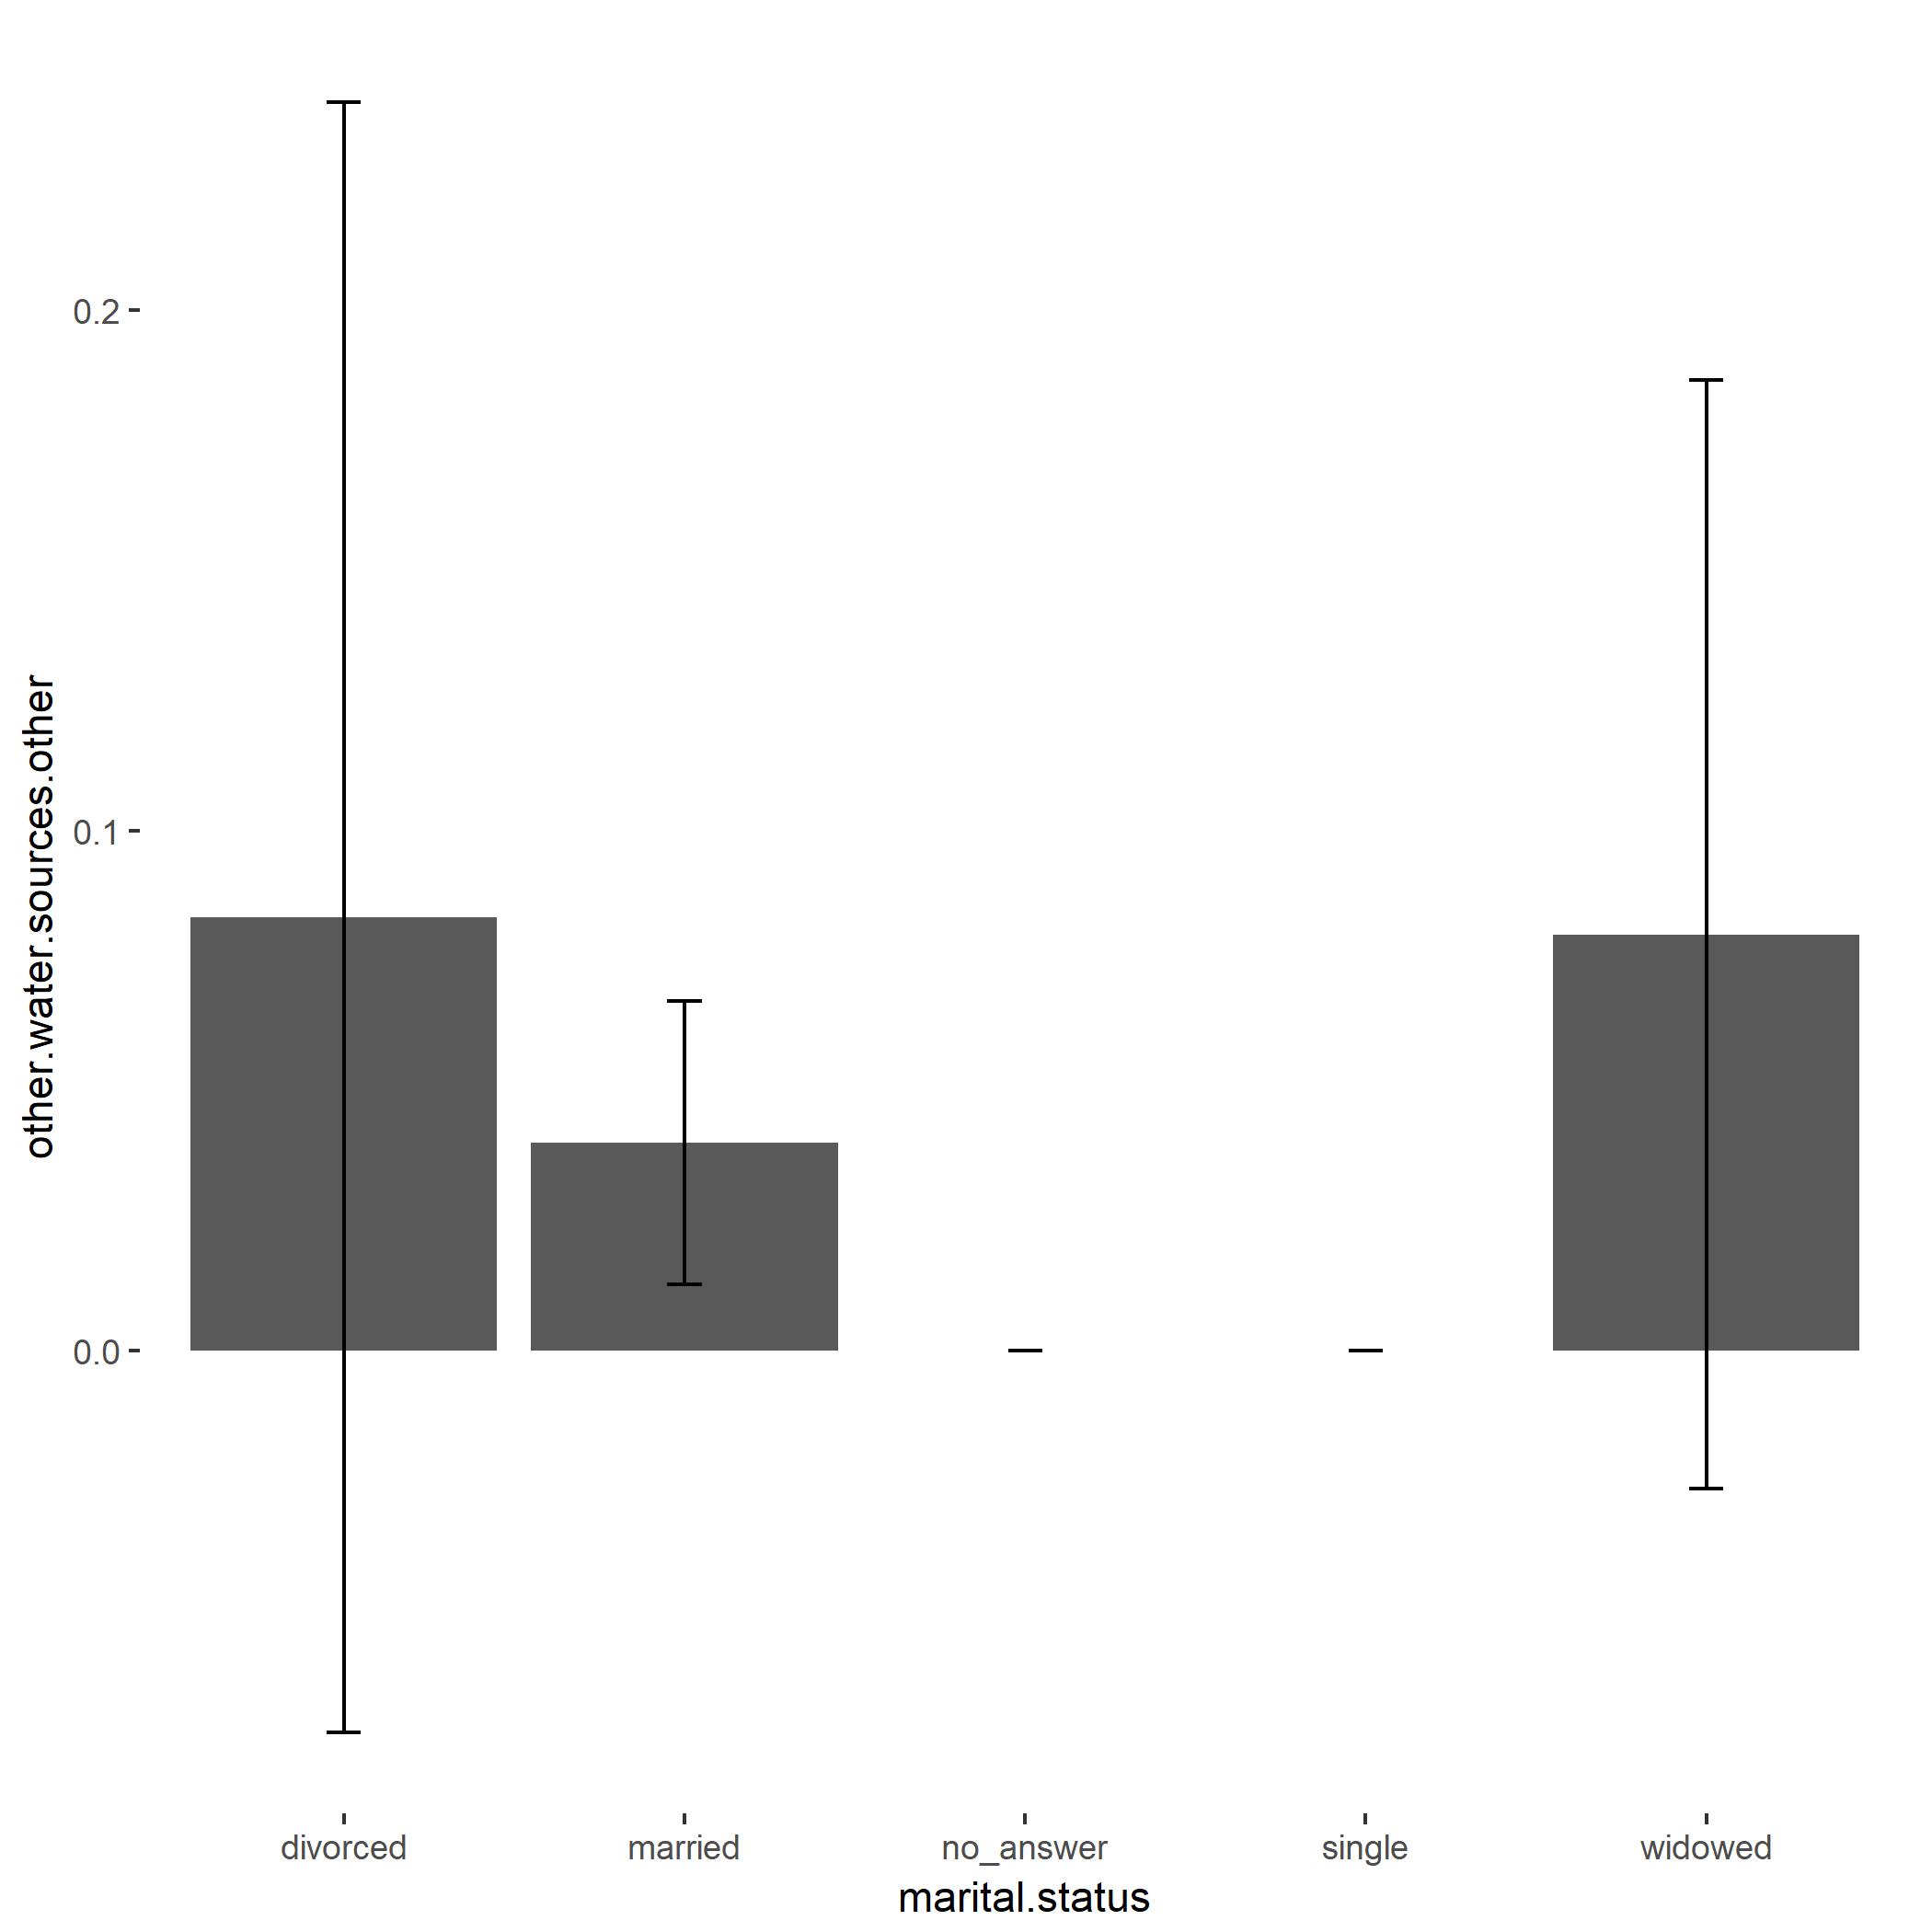 other.water.sources.other
0.2
0.1
0.0
divorced
married
no_answer
single
widowed
marital.status